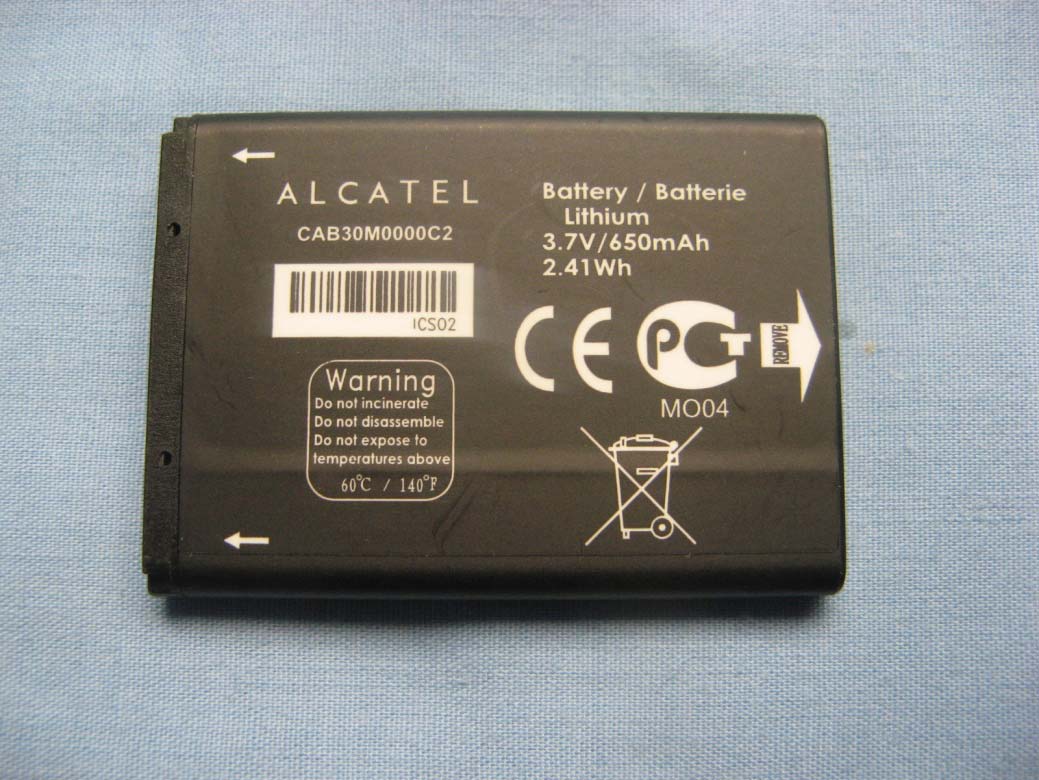 ALCATEL
CAB30M0000C2
ICS02
Warning
Do not incinerate
Do not disassemble
Do not expose to
temperatures above
60°C / 140°F
Battery / Batterie
Lithium
3.7V/650mAh
2.41Wh
CE
PCT
REMOVE
MO04